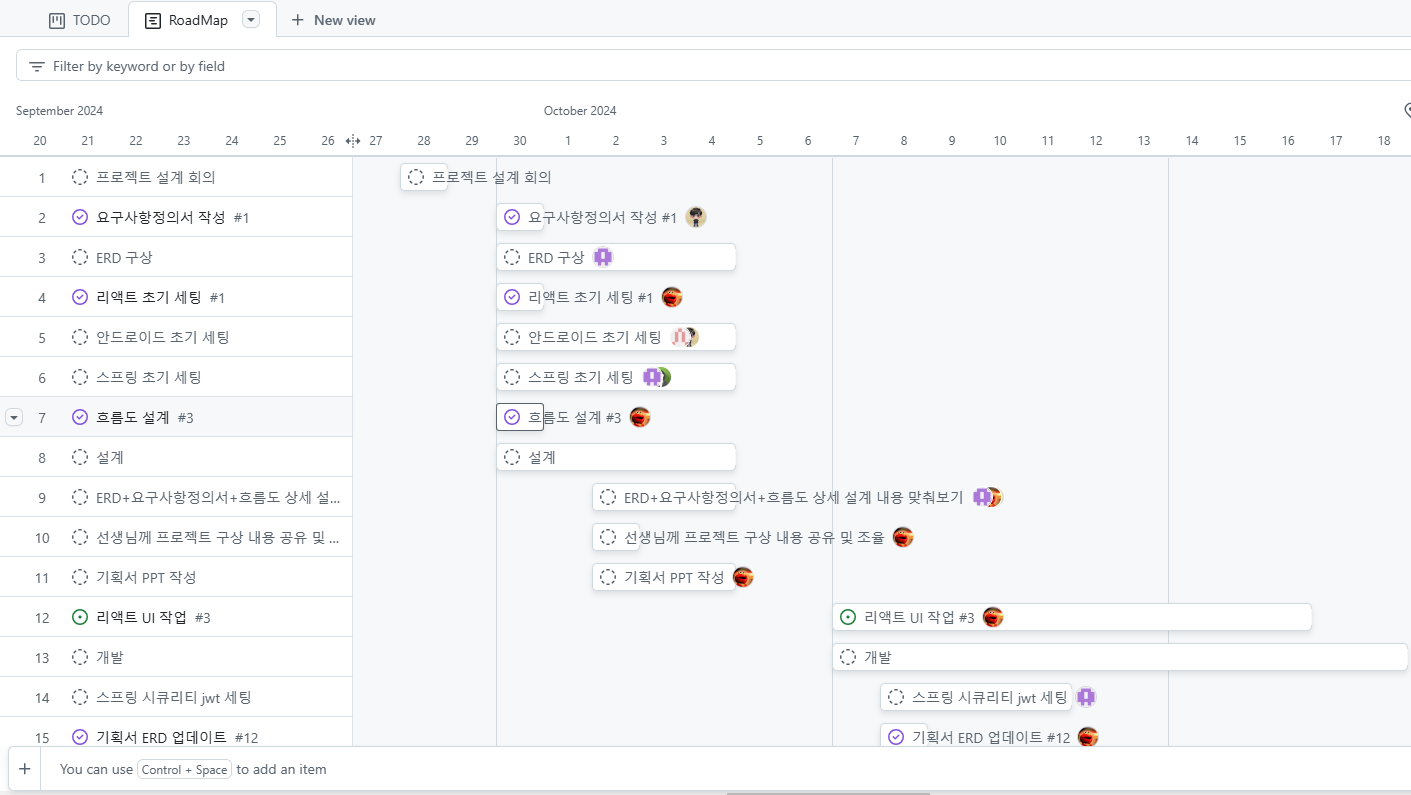 TODO RoadMap New view
Filter by keyword or by field
September 2024 October 2024
20 21 22 23 24 25 26 27 28 29 30 1 2 3 4 5 6 7 8 9 10 11 12 13 14 15 16 17 18
1 프로젝트 설계 회의 프로젝트 설계 회의
2 요구사항정의서 작성 #1 요구사항정의서 작성 #1
3 ERD 구상 ERD 구상
4 리액트 초기 세팅 #1 리액트 초기 세팅 #1
5 안드로이드 초기 세팅 안드로이드 초기 세팅
6 스프링 초기 세팅 스프링 초기 세팅
7 흐름도 설계 #3 흐름도 설계 #3
8 설계 설계
9 ERD+요구사항정의서+흐름도 상세 설... ERD+요구사항정의서+흐름도 상세 설계 내용 맞춰보기
10 선생님께 프로젝트 구상 내용 공유 및 ... 선생님께 프로젝트 구상 내용 공유 및 조율
11 기획서 PPT 작성 기획서 PPT 작성
12 리액트 UI 작업 #3 리액트 UI 작업 #3
13 개발 개발
14 스프링 시큐리티 jwt 세팅 스프링 시큐리티 jwt 세팅
15 기획서 ERD 업데이트 #12 기획서 ERD 업데이트 #12
You can use Control + Space to add an item